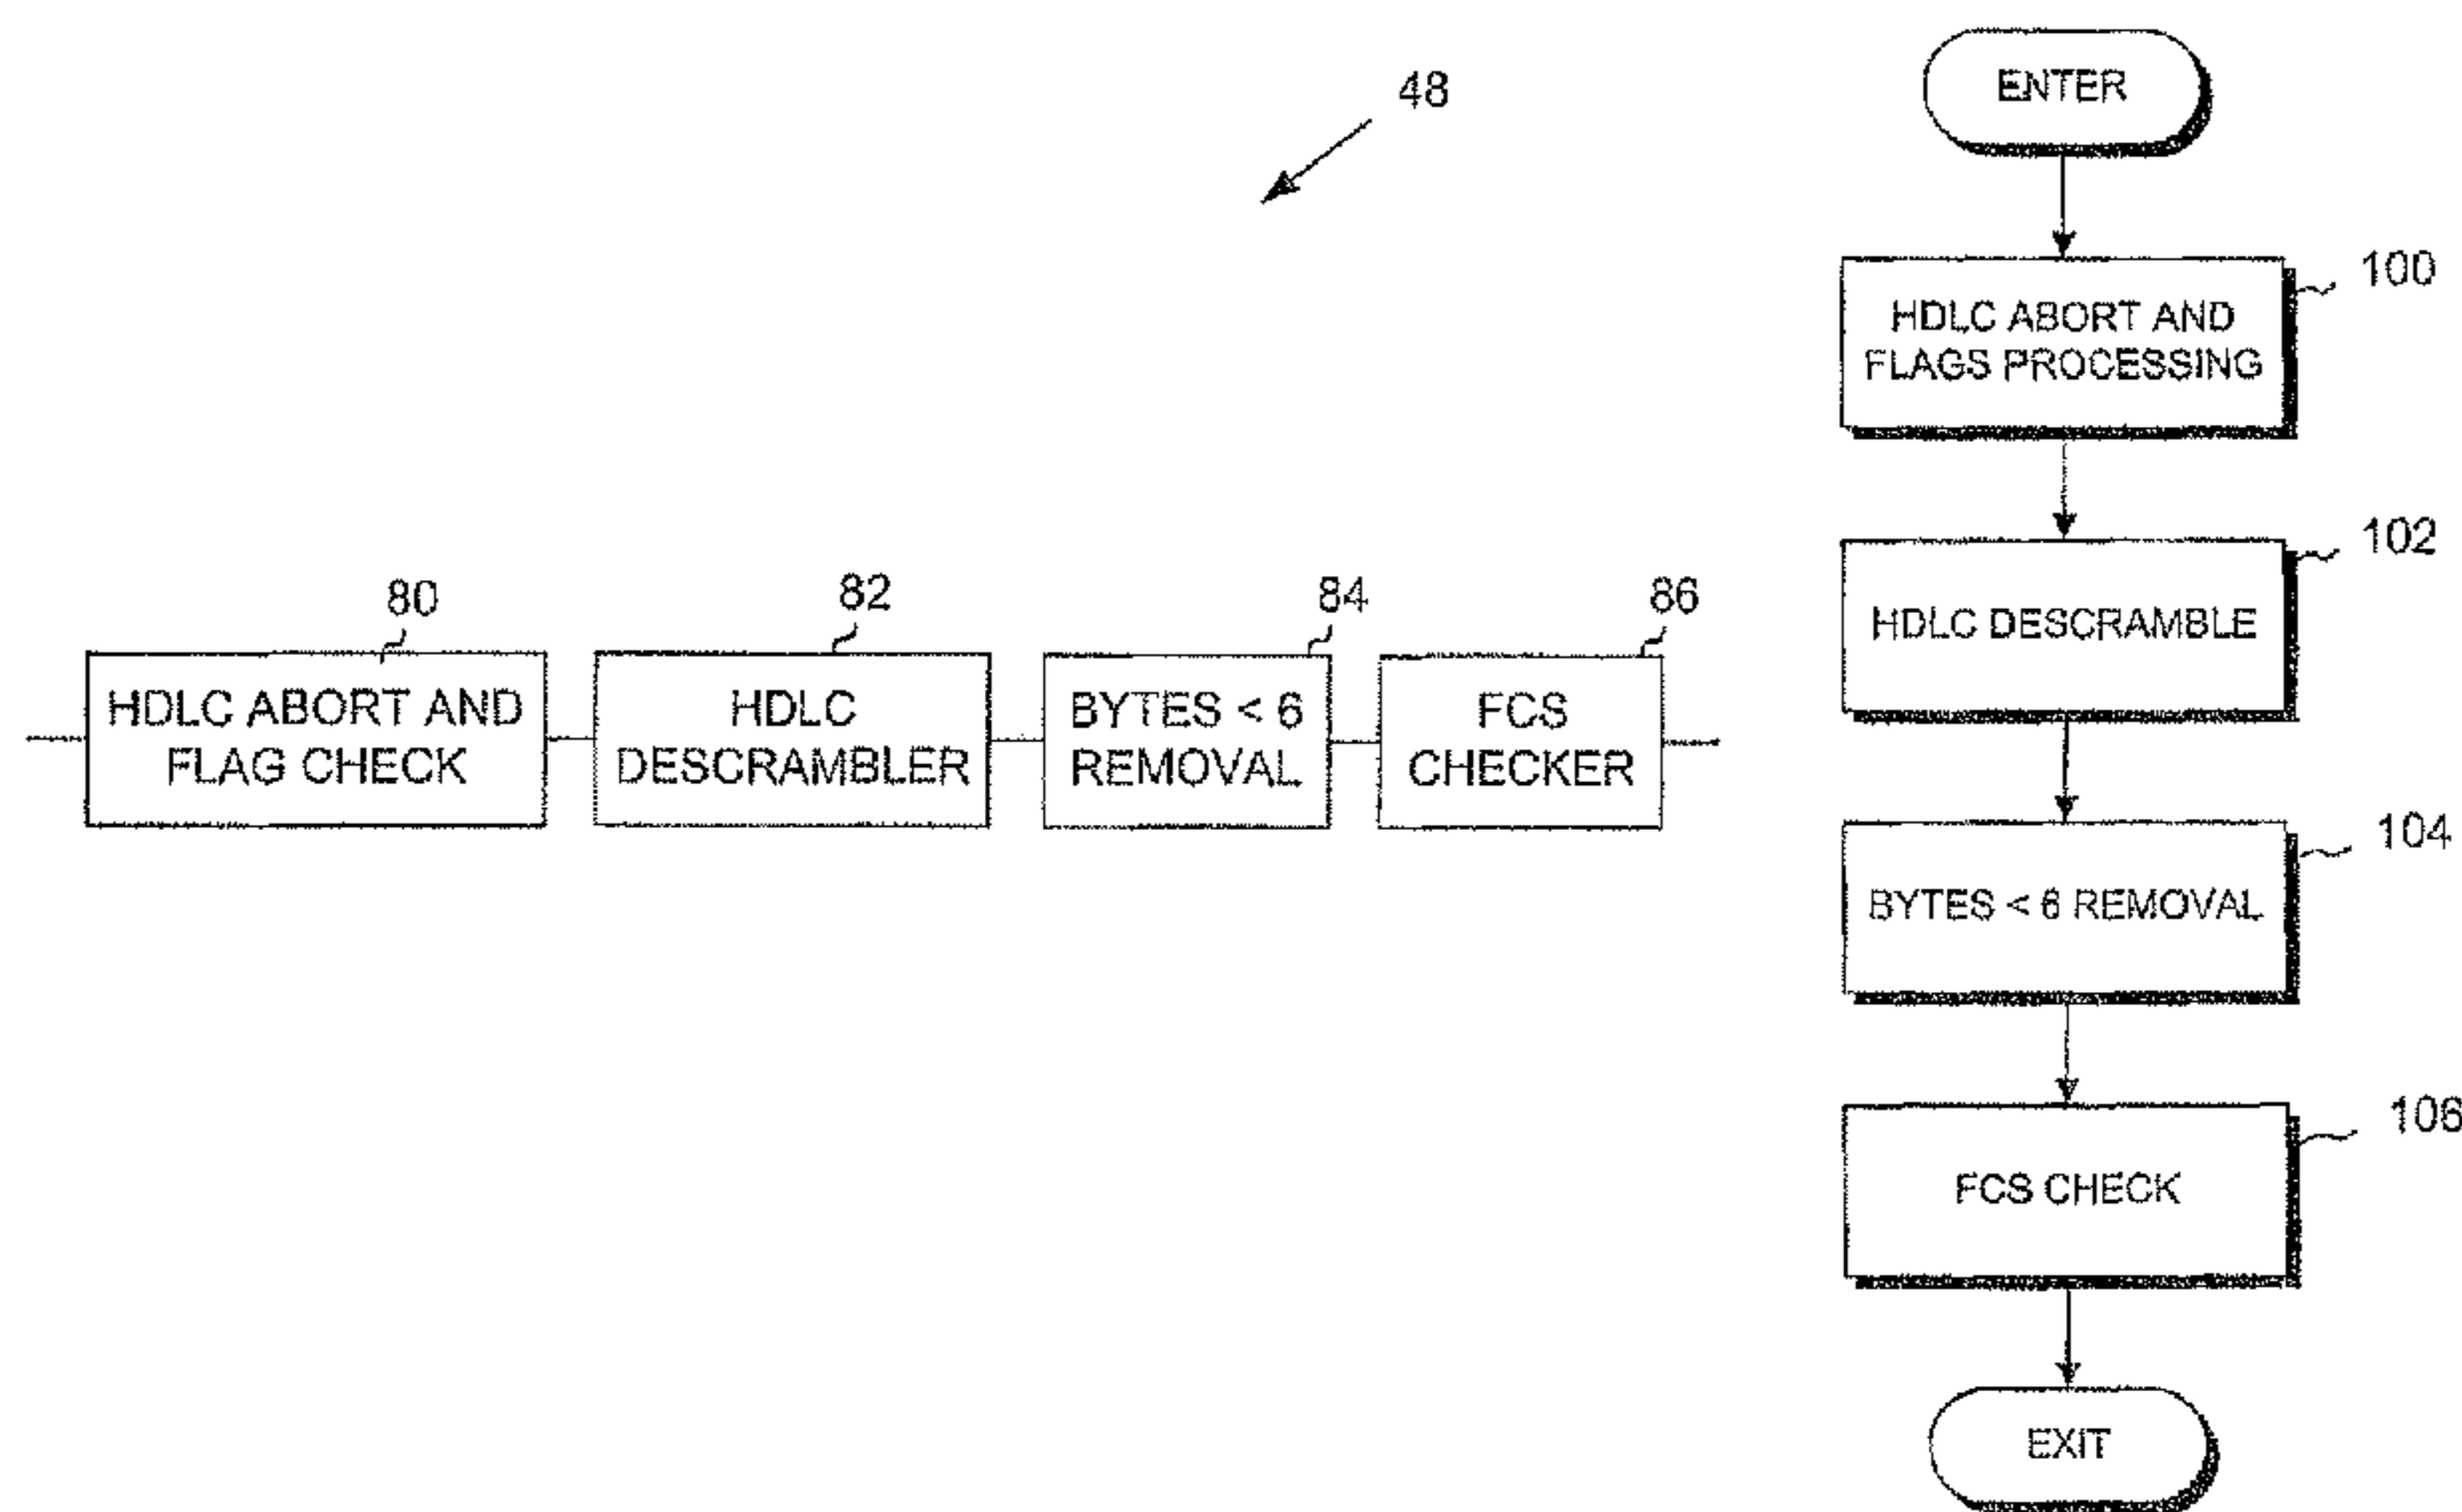 48
80
HDLC ABORT AND
FLAG CHECK
82
HDLC
DESCRAMBLER
84
BYTES < 6
REMOVAL
86
FCS
CHECKER
ENTER
100
HDLC ABORT AND
FLAGS PROCESSING
102
HDLC DESCRAMBLE
104
BYTES < 6 REMOVAL
106
FCS CHECK
EXIT